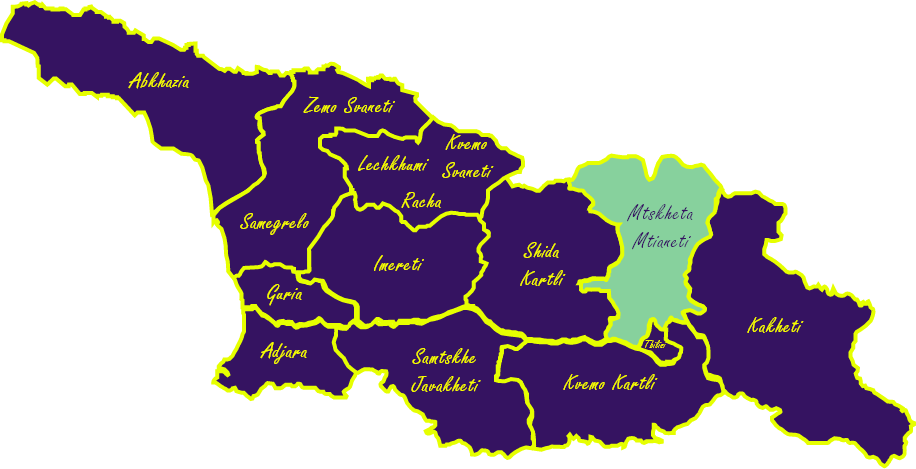 Abkhazia
Zemo Svaneti
Kvemo
Svaneti
Lechkhumi
Racha
Samegrelo
Mtskheta
Mtianeti
Imereti
Shida
Kartli
Guria
Kakheti
Tbilisi
Adjara
Samtskhe
Javakheti
Kvemo Kartli